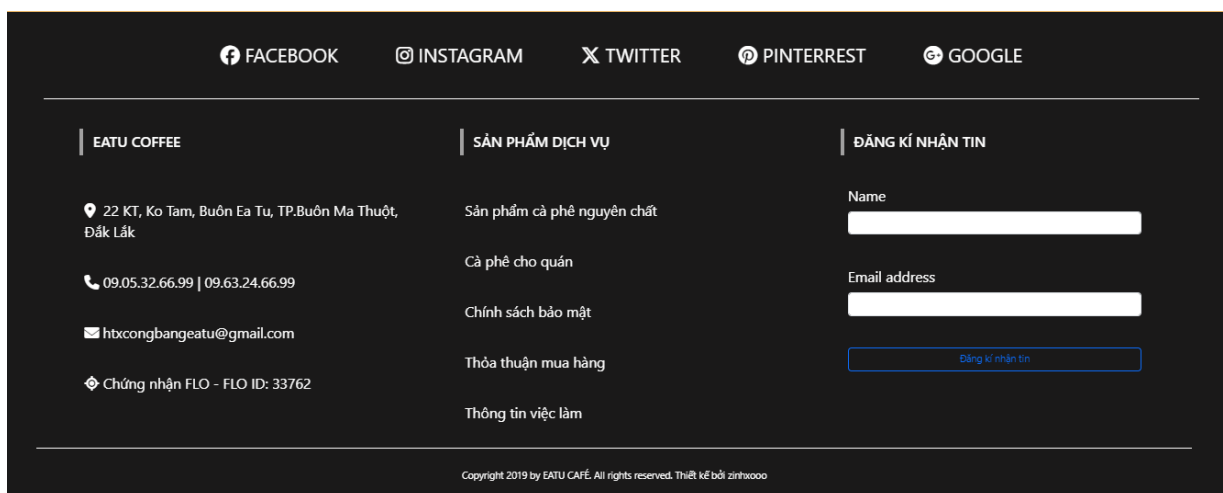 FACEBOOK INSTAGRAM TWITTER PINTERREST GOOGLE
EATU COFFEE
22 KT, Ko Tam, Buôn Ea Tu, TP.Buôn Ma Thuột,
Đắk Lắk
09.05.32.66.99 | 09.63.24.66.99
htxcongbangeatu@gmail.com
Chứng nhận FLO - FLO ID: 33762
SẢN PHẨM DỊCH VỤ
Sản phẩm cà phê nguyên chất
Cà phê cho quán
Chính sách bảo mật
Thỏa thuận mua hàng
Thông tin việc làm
ĐĂNG KÍ NHẬN TIN
Name
Email address
Đăng kí nhận tin
Copyright 2019 by EATU CAFÉ. All rights reserved. Thiết kế bởi zinhxooo